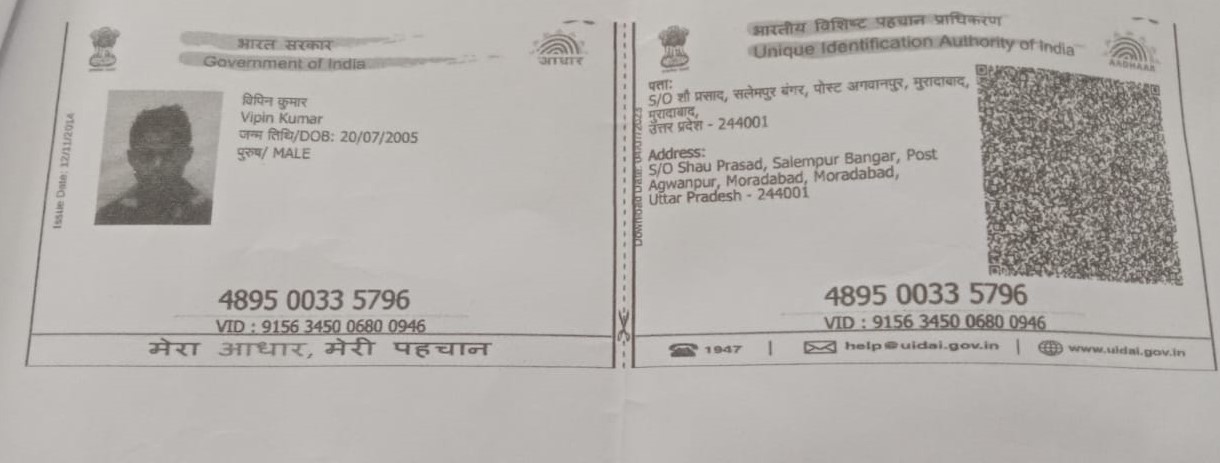 भारत सरकार
Government of India
आधार
Issue Date: 12/11/2014
विपिन कुमार
Vipin Kumar
जन्म तिथि/DOB: 20/07/2005
पुरुष/ MALE
4895 0033 5796
VID : 9156 3450 0680 0946
मेरा आधार, मेरी पहचान
भारतीय विशिष्ट पहचान प्राधिकरण
Unique Identification Authority of India
AADHAAR
Download Date:
पता:
S/O शौ प्रसाद, सलेमपुर बंगर, पोस्ट अगवानपुर, मुरादाबाद,
मुरादाबाद,
उत्तर प्रदेश - 244001
Address:
S/O Shau Prasad, Salempur Bangar, Post
Agwanpur, Moradabad, Moradabad,
Uttar Pradesh - 244001
4895 0033 5796
VID : 9156 3450 0680 0946
1947 | help@uidai.gov.in | www.uidai.gov.in